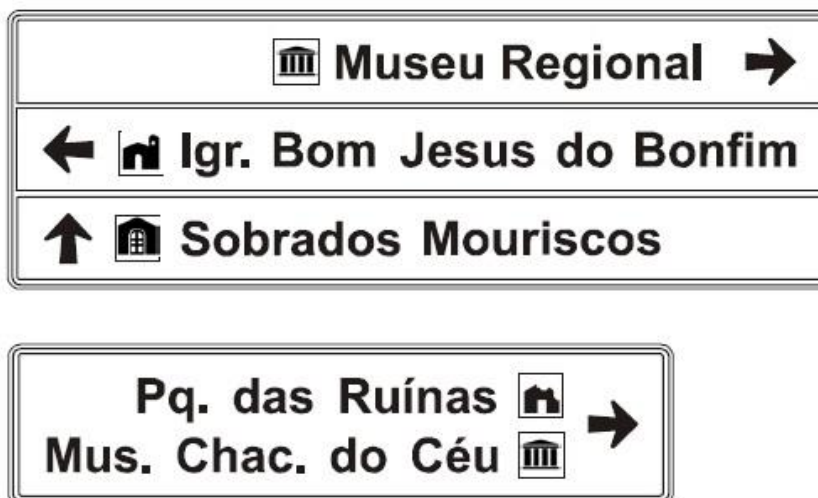 Museu Regional
Igr. Bom Jesus do Bonfim
Sobrados Mouriscos
Pq. das Ruínas
Mus. Chac. do Céu